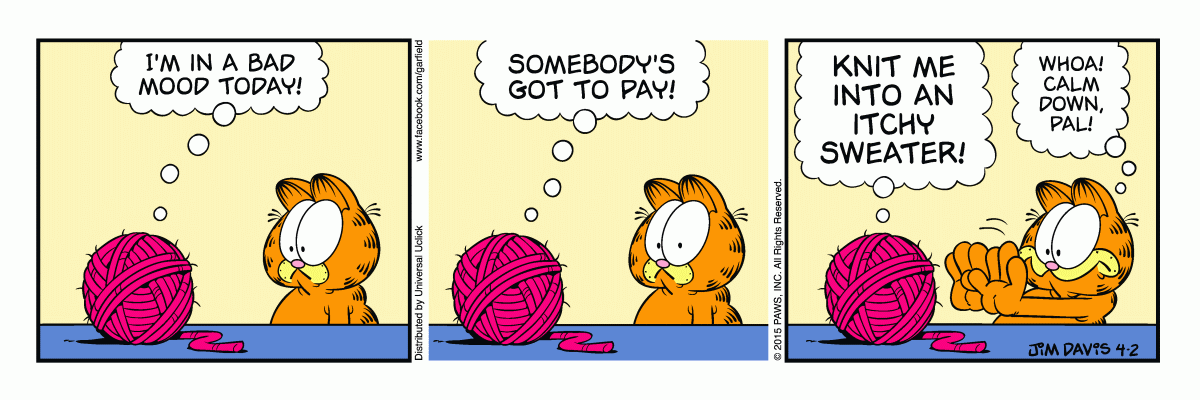 I'M IN A BAD
MOOD TODAY!
www.facebook.com/garfield
Distributed by Universal Uclick
SOMEBODY'S
GOT TO PAY!
© 2015 PAWS, INC. All Rights Reserved.
KNIT ME
INTO AN
ITCHY
SWEATER!
WHOA!
CALM
DOWN,
PAL!
JIM DAVIS 4-2